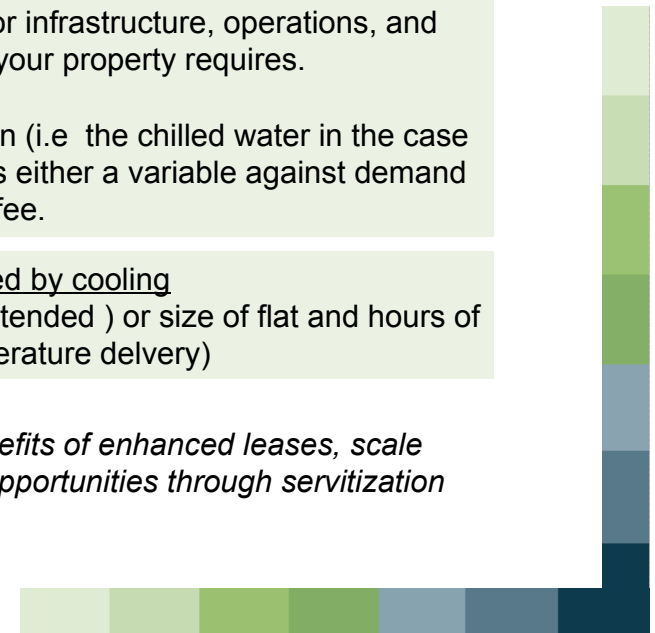 or infrastructure, operations, and
your property requires.
n (i.e  the chilled water in the case
s either a variable against demand
fee.
ed by cooling
tended ) or size of flat and hours of
erature delvery)
efits of enhanced leases, scale
pportunities through servitization